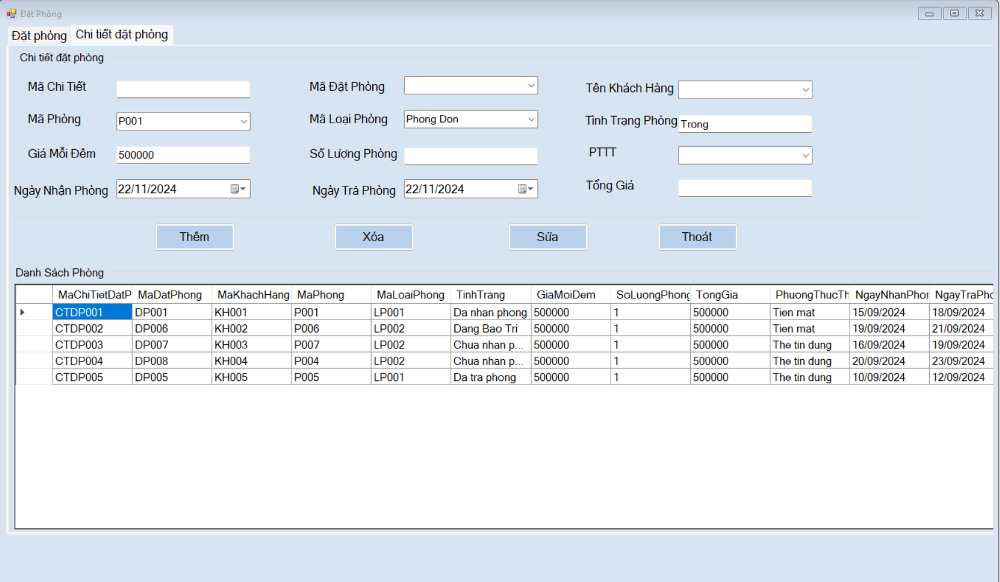 Đặt Phòng
Đặt phòng Chi tiết đặt phòng
Chi tiết đặt phòng
Mã Chi Tiết Mã Đặt Phòng Tên Khách Hàng
Mã Phòng P001 Mã Loại Phòng Phong Don Tình Trạng Phòng Trong
Giá Mỗi Đêm 500000 Số Lượng Phòng PTTT
Ngày Nhận Phòng 22/11/2024 Ngày Trả Phòng 22/11/2024 Tổng Giá
Thêm Xóa Sửa Thoát
Danh Sách Phòng
MaChiTietDatP MaDatPhong MaKhachHang MaPhong MaLoaiPhong TinhTrang GiaMoiDem SoLuongPhong TongGia PhuongThucTh NgayNhanPhon NgayTraPho
CTDP001 DP001 KH001 P001 LP001 Da nhan phong 500000 1 500000 Tien mat 15/09/2024 18/09/2024
CTDP002 DP006 KH002 P006 LP002 Dang Bao Tri 500000 1 500000 Tien mat 19/09/2024 21/09/2024
CTDP003 DP007 KH003 P007 LP002 Chua nhan p... 500000 1 500000 The tin dung 16/09/2024 19/09/2024
CTDP004 DP008 KH004 P004 LP002 Chua nhan p... 500000 1 500000 The tin dung 20/09/2024 23/09/2024
CTDP005 DP005 KH005 P005 LP001 Da tra phong 500000 1 500000 The tin dung 10/09/2024 12/09/2024